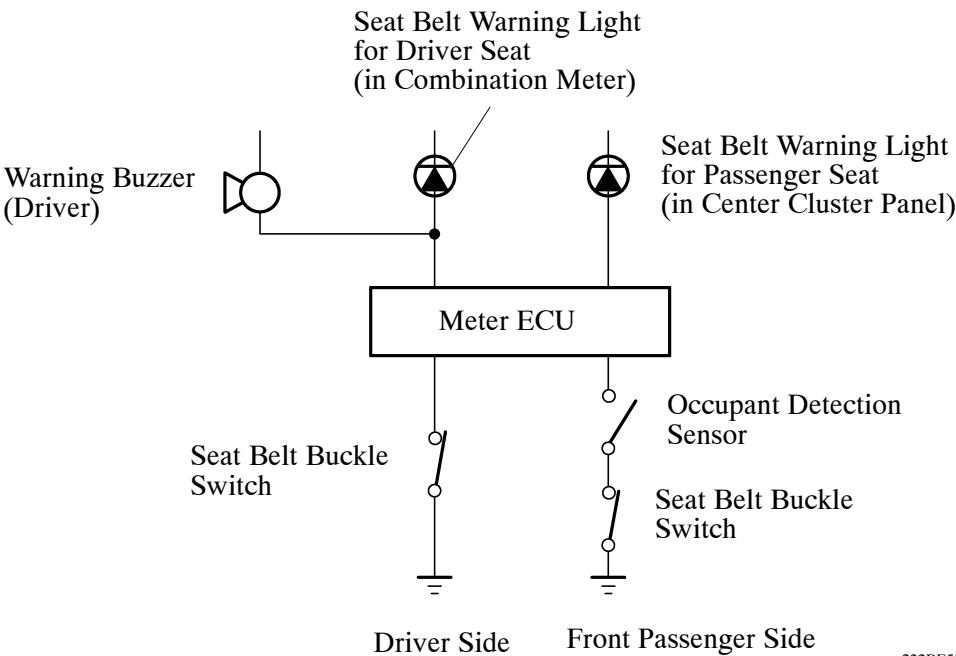 Seat Belt Warning Light
for Driver Seat
(in Combination Meter)
Seat Belt Warning Light
for Passenger Seat
(in Center Cluster Panel)
Warning Buzzer
(Driver)
Meter ECU
Occupant Detection
Sensor
Seat Belt Buckle
Switch
Seat Belt Buckle
Switch
Driver Side
Front Passenger Side